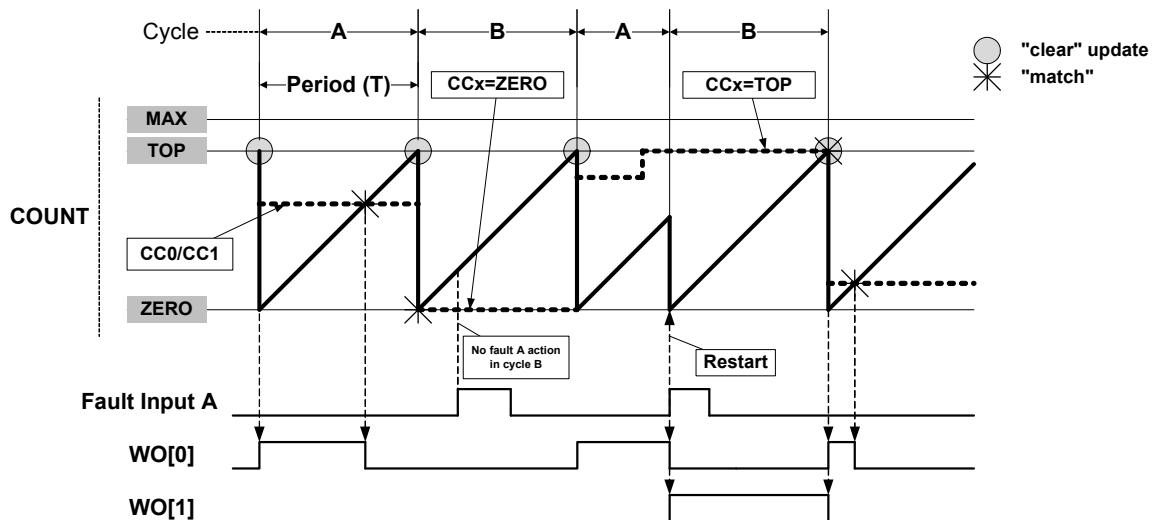 Cycle
A
B
A
B
"clear" update
"match"
Period (T)
CCx=ZERO
CCx=TOP
MAX
TOP
COUNT
CC0/CC1
ZERO
No fault A action
in cycle B
Restart
Fault Input A
WO[0]
WO[1]